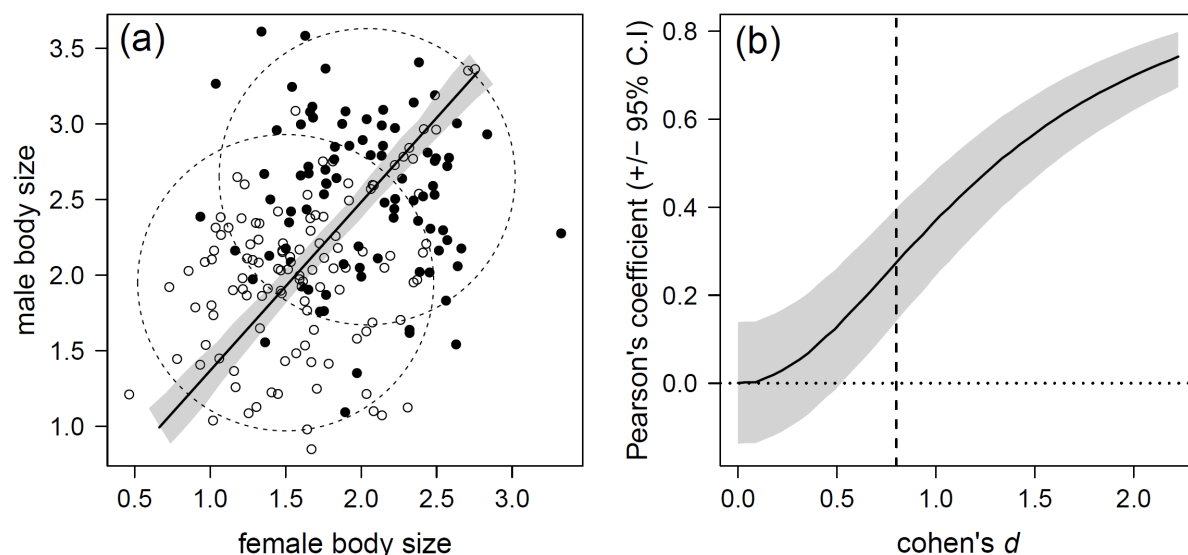 (a)
male body size
3.5
3.0
2.5
2.0
1.5
1.0
0.5 1.0 1.5 2.0 2.5 3.0
female body size
(b)
Pearson's coefficient (+/− 95% C.I)
0.8
0.6
0.4
0.2
0.0
0.0 0.5 1.0 1.5 2.0
cohen's d